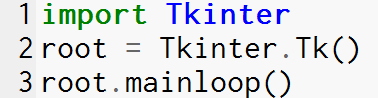 1 import Tkinter
2 root = Tkinter.Tk()
3 root.mainloop()